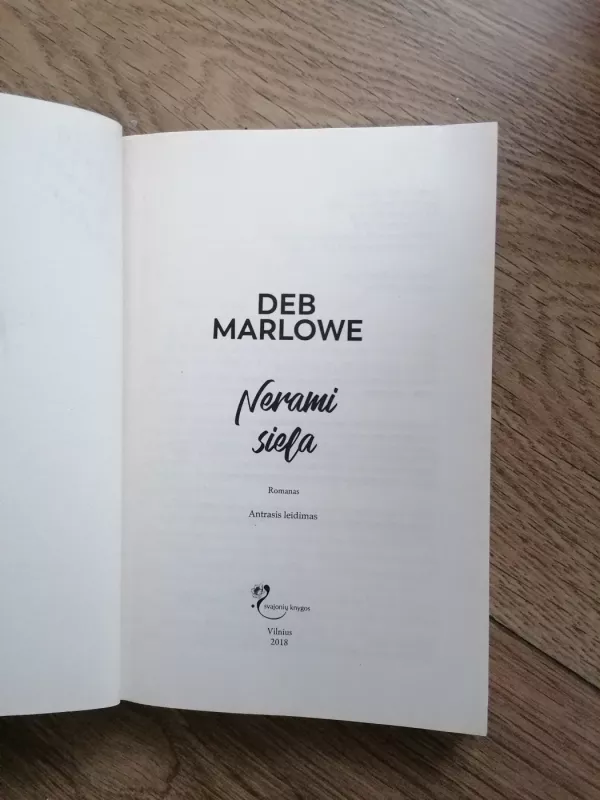 DEB
MARLOWE
Nerami
siela
Romanas
Antrasis leidimas
svajonių knygos
Vilnius
2018